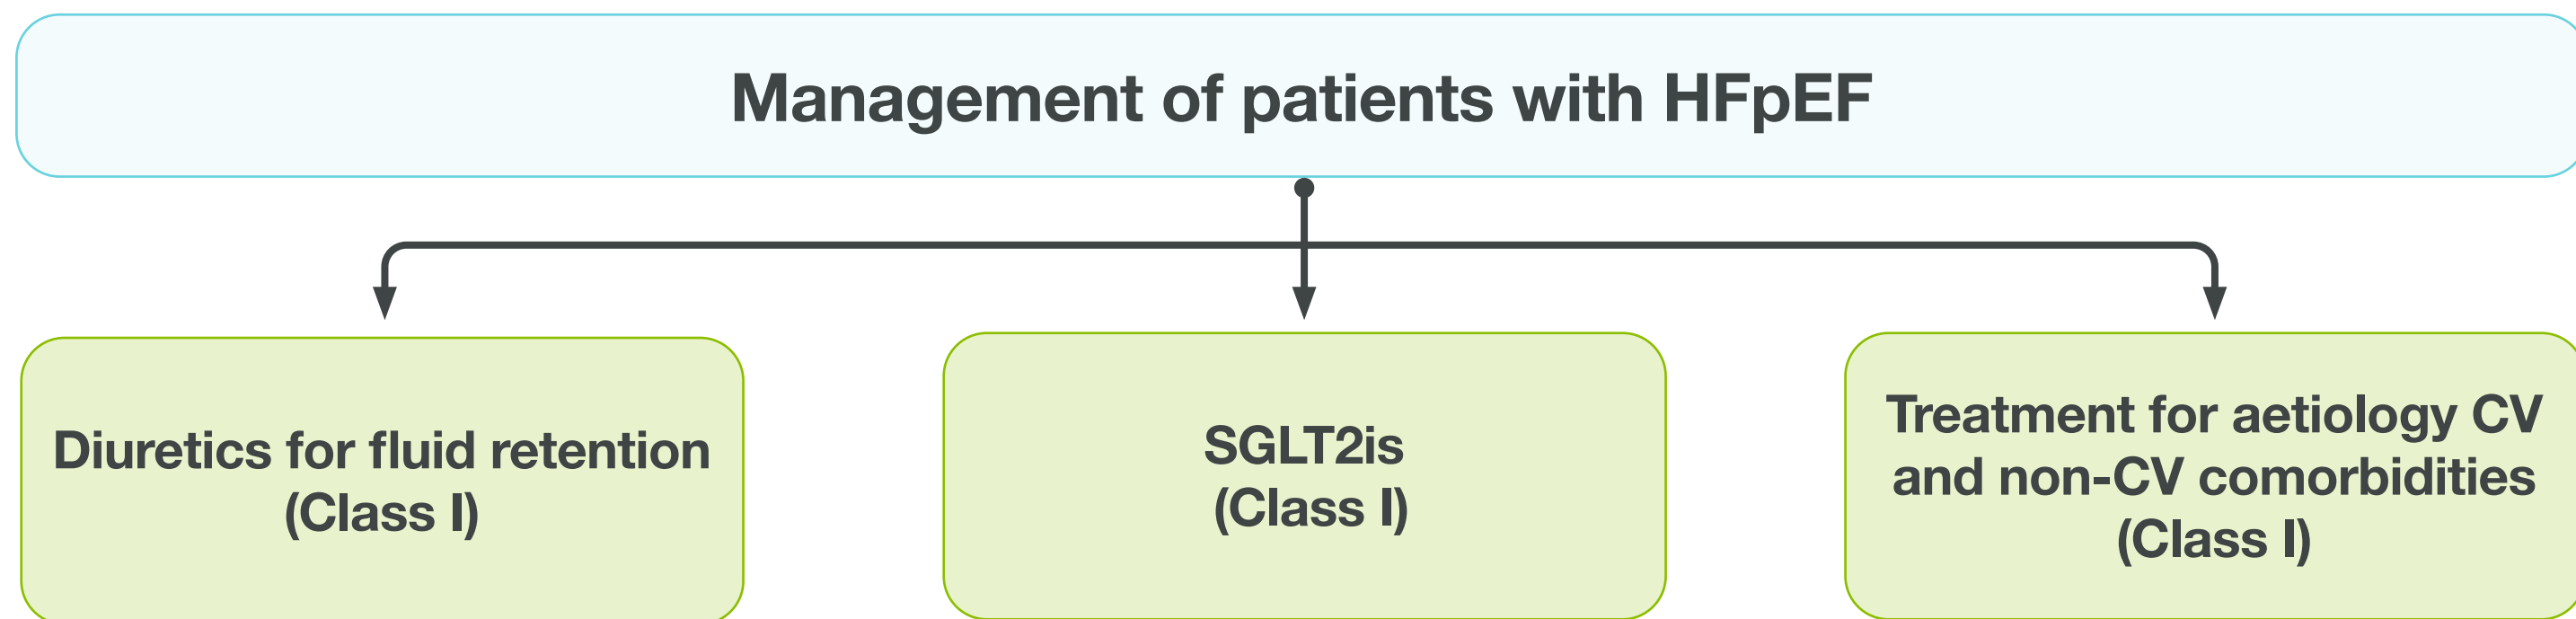 Management of patients with HFpEF
Diuretics for fluid retention
(Class I)
SGLT2is
(Class I)
Treatment for aetiology CV
and non-CV comorbidities
(Class I)